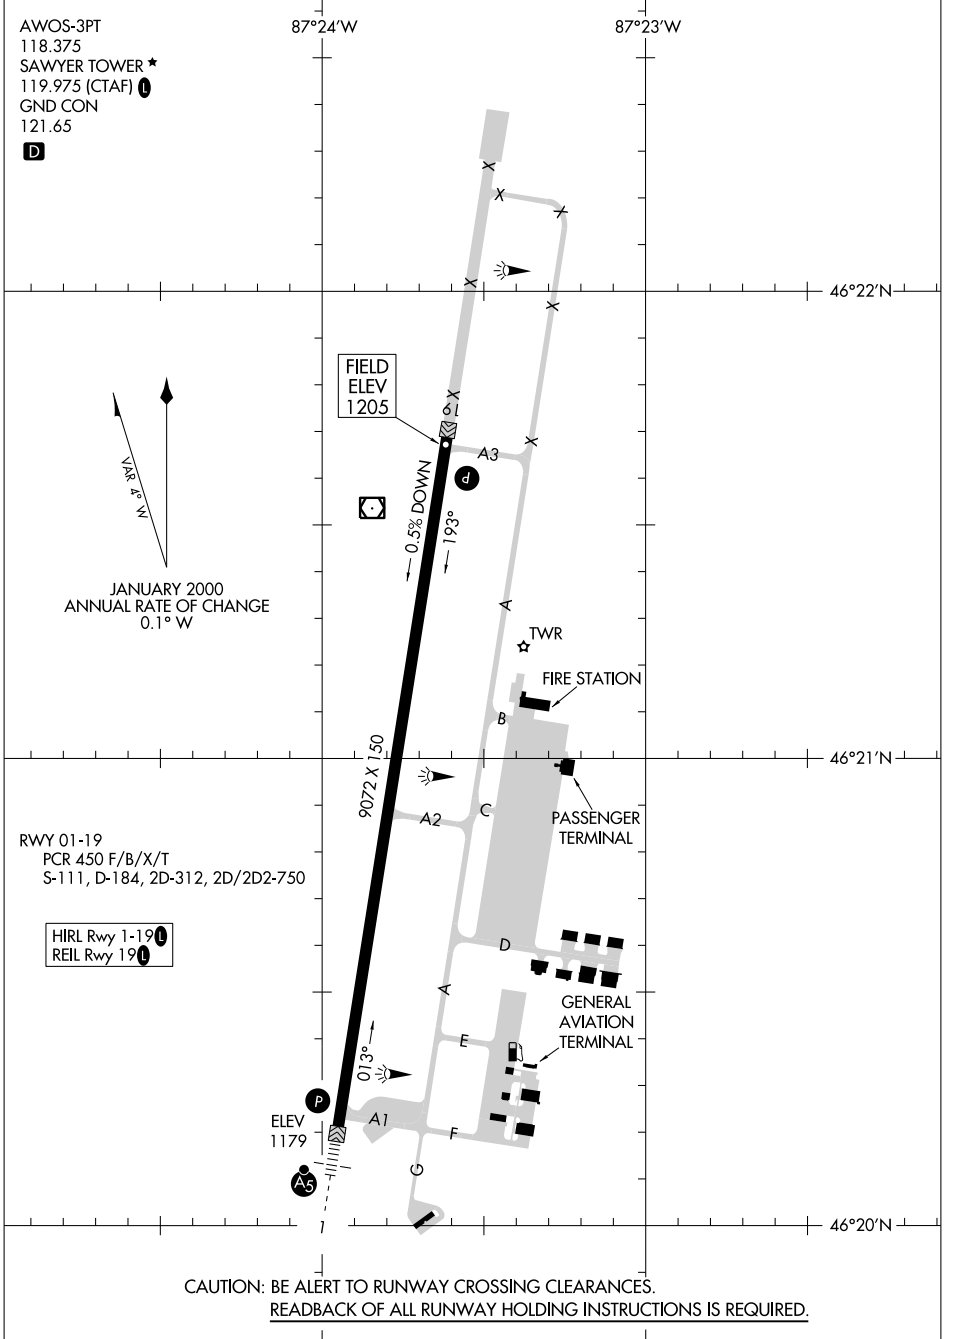 AWOS-3PT
118.375
SAWYER TOWER ★
119.975 (CTAF) L
GND CON
121.65
D
87°24'W
87°23'W
X
X
X
X
46°22'N
X
FIELD
ELEV
1205
X
19
X
A3
P
0.5% DOWN
193°
VAR 4° W
JANUARY 2000
ANNUAL RATE OF CHANGE
0.1° W
A
TWR
FIRE STATION
B
9072 X 150
46°21'N
C
A2
PASSENGER
TERMINAL
RWY 01-19
PCR 450 F/B/X/T
S-111, D-184, 2D-312, 2D/2D2-750
HIRL Rwy 1-19 L
REIL Rwy 19 L
D
A
GENERAL
AVIATION
TERMINAL
E
013°
P
ELEV
1179
A1
F
G
A5
1
46°20'N
CAUTION: BE ALERT TO RUNWAY CROSSING CLEARANCES.
READBACK OF ALL RUNWAY HOLDING INSTRUCTIONS IS REQUIRED.